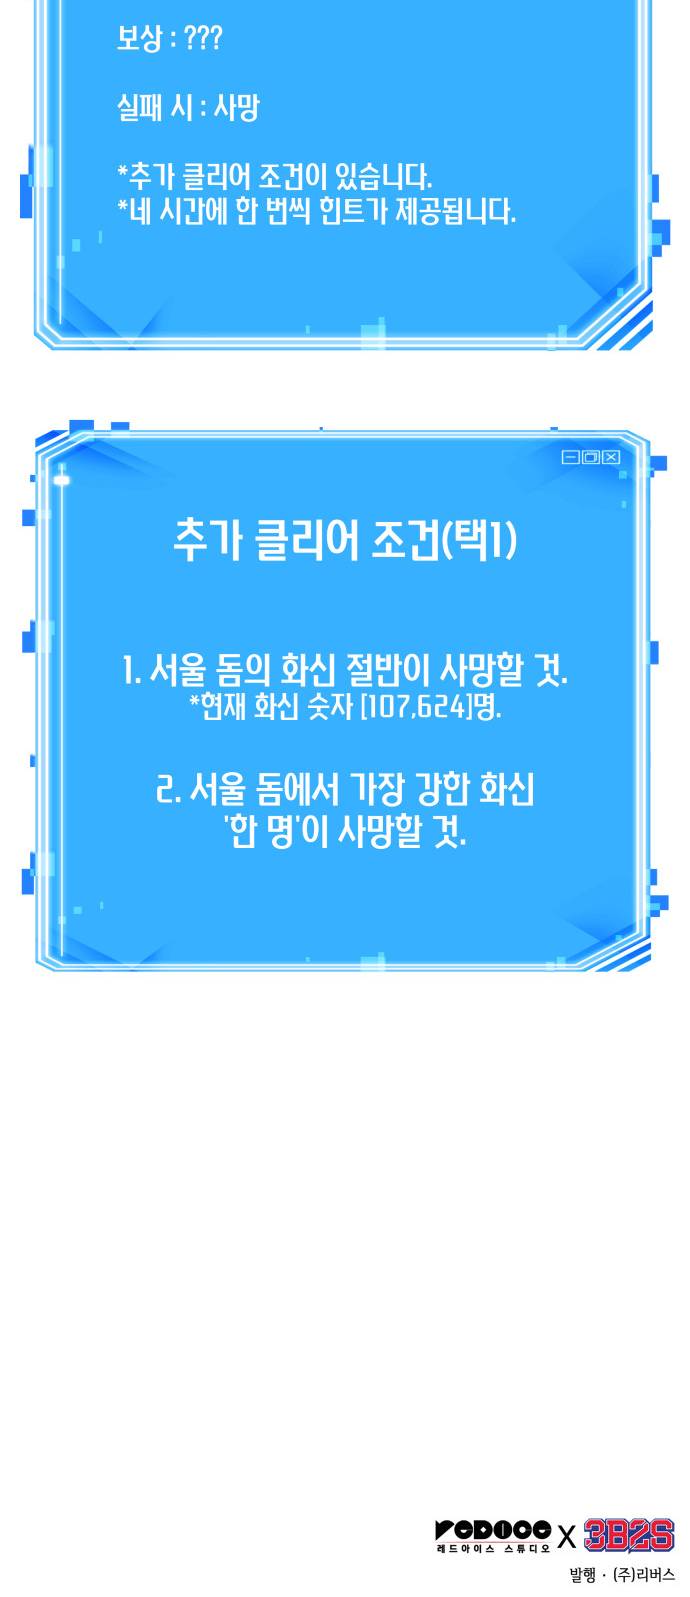 보상 : ???
실패 시 : 사망
*추가 클리어 조건이 있습니다.
*네 시간에 한 번씩 힌트가 제공됩니다.
추가 클리어 조건(택1)
1. 서울 돔의 화신 절반이 사망할 것.
*현재 화신 숫자 [107,624]명.
2. 서울 돔에서 가장 강한 화신
'한 명'이 사망할 것.
REDICE X 3B2S
레드아이스 스튜디오
발행 · (주)리버스